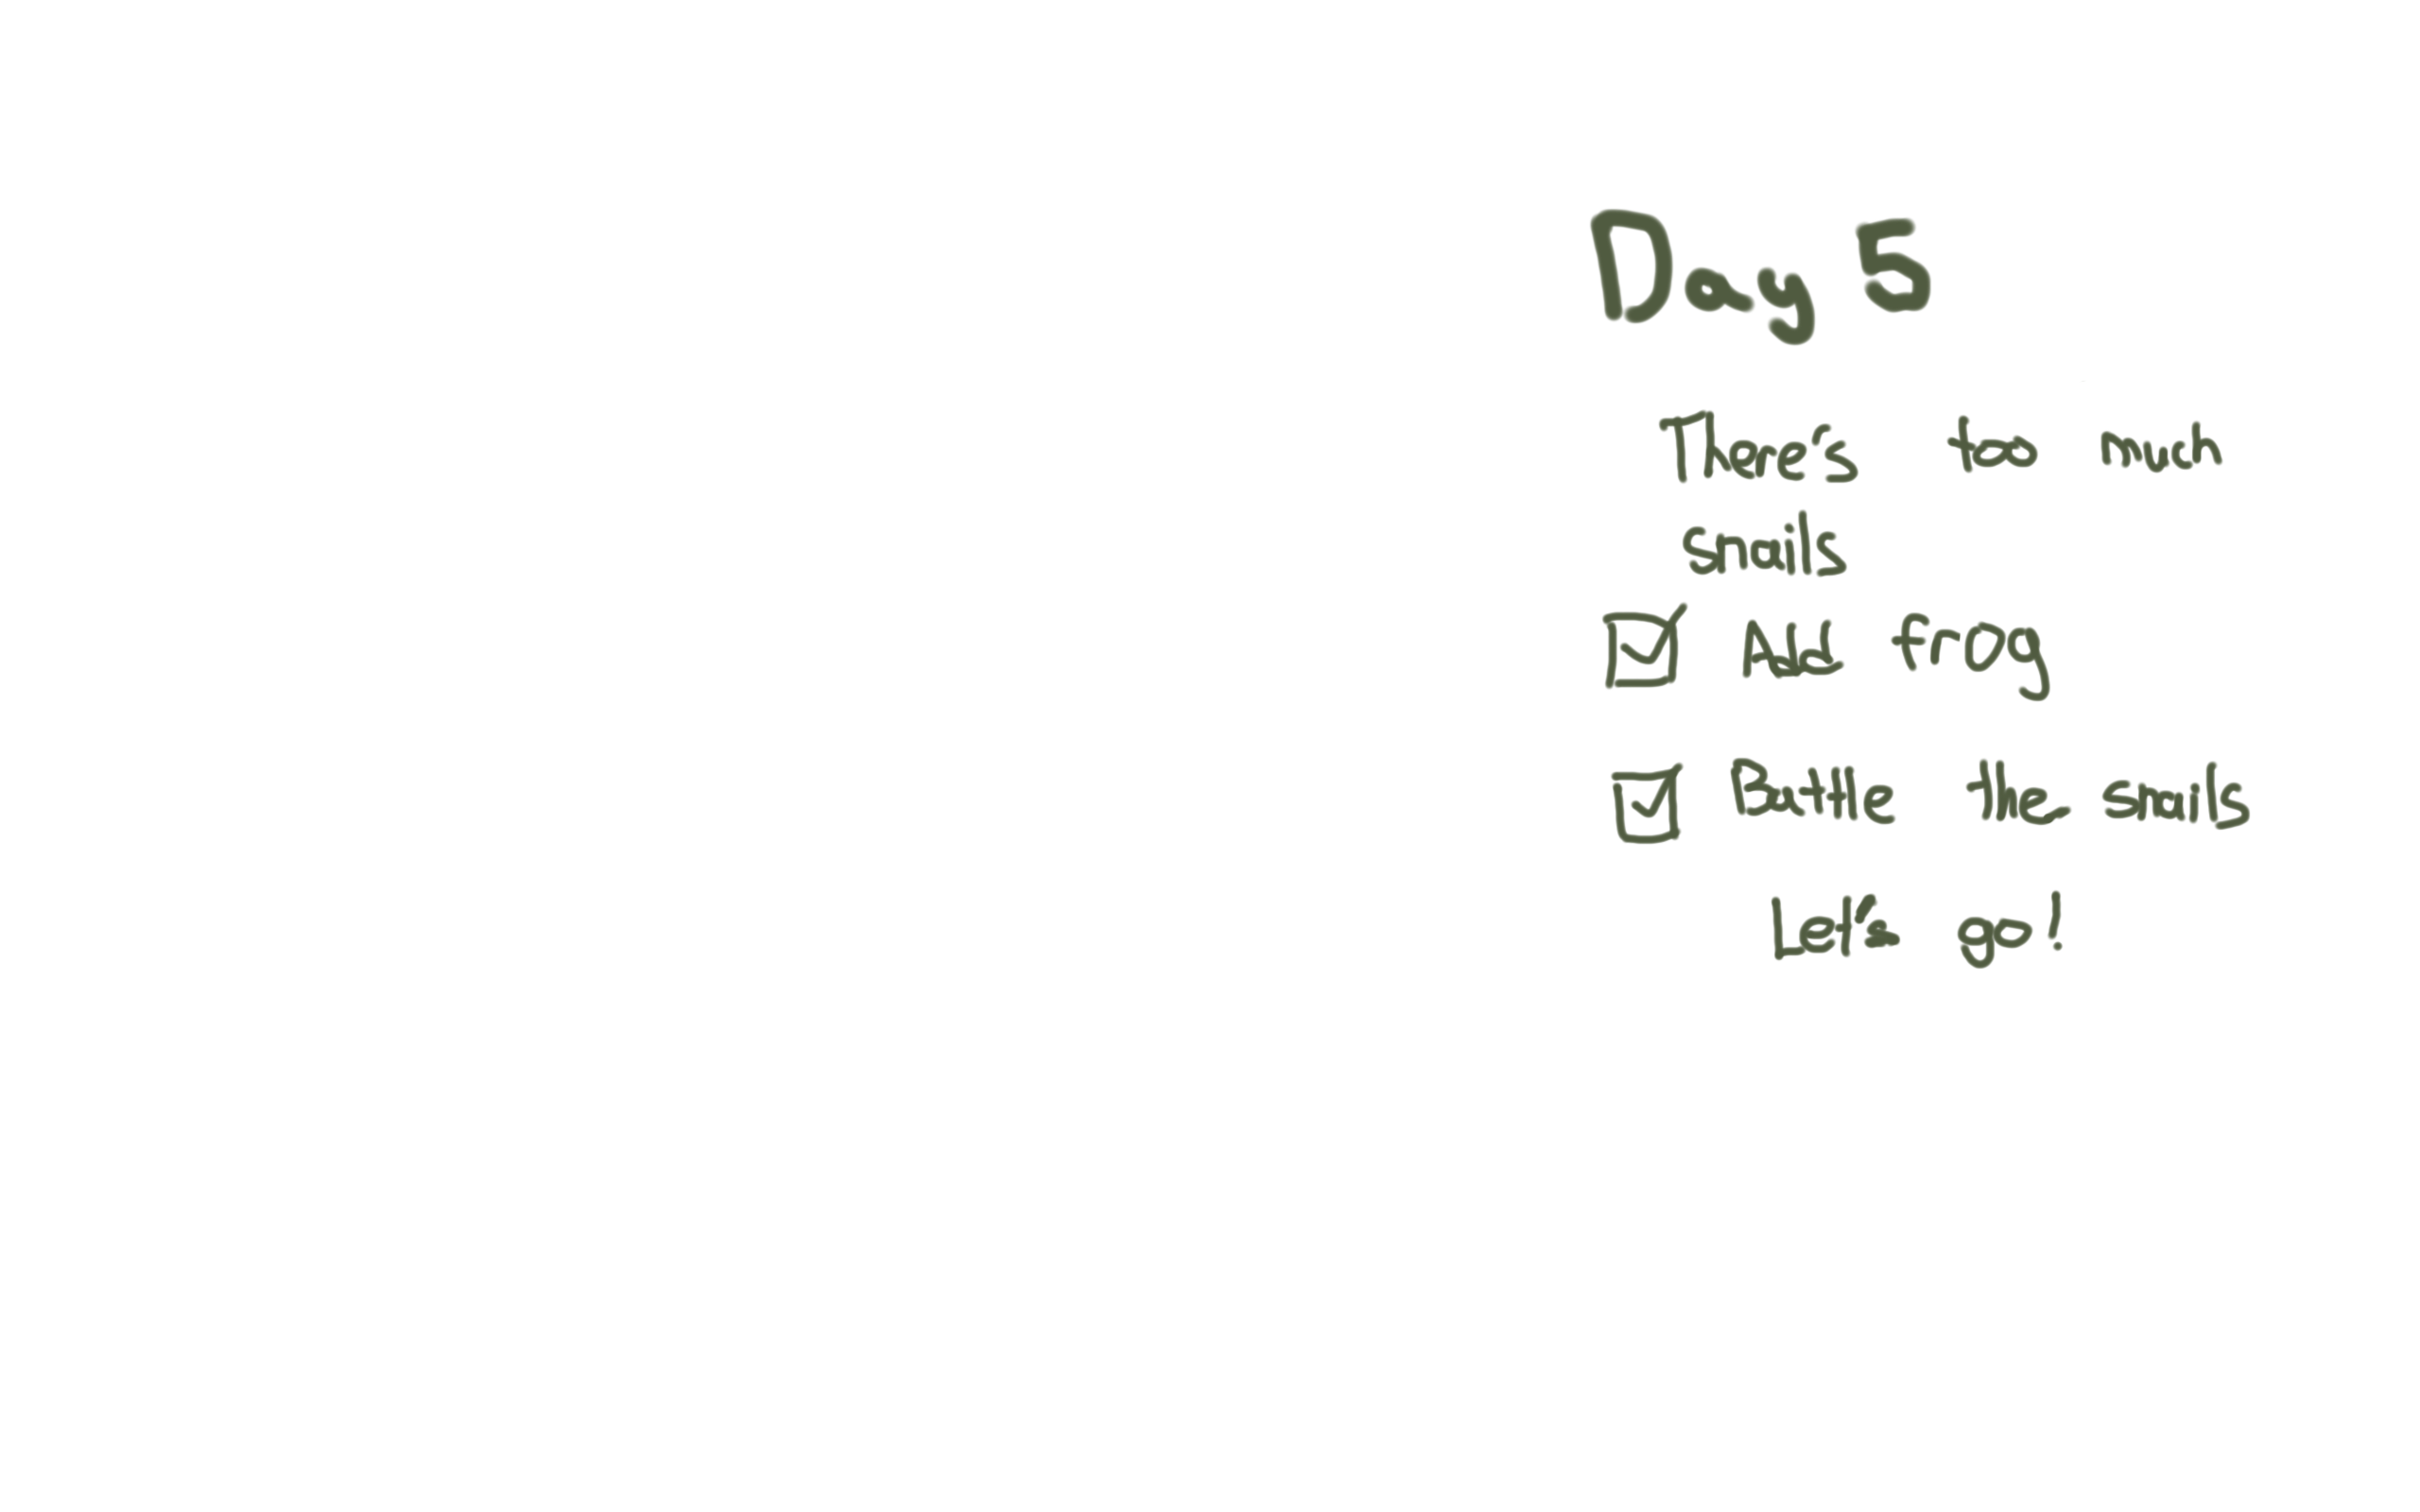 Day 5
There's too much
snails
Add frog
Battle the snails
Let's go!